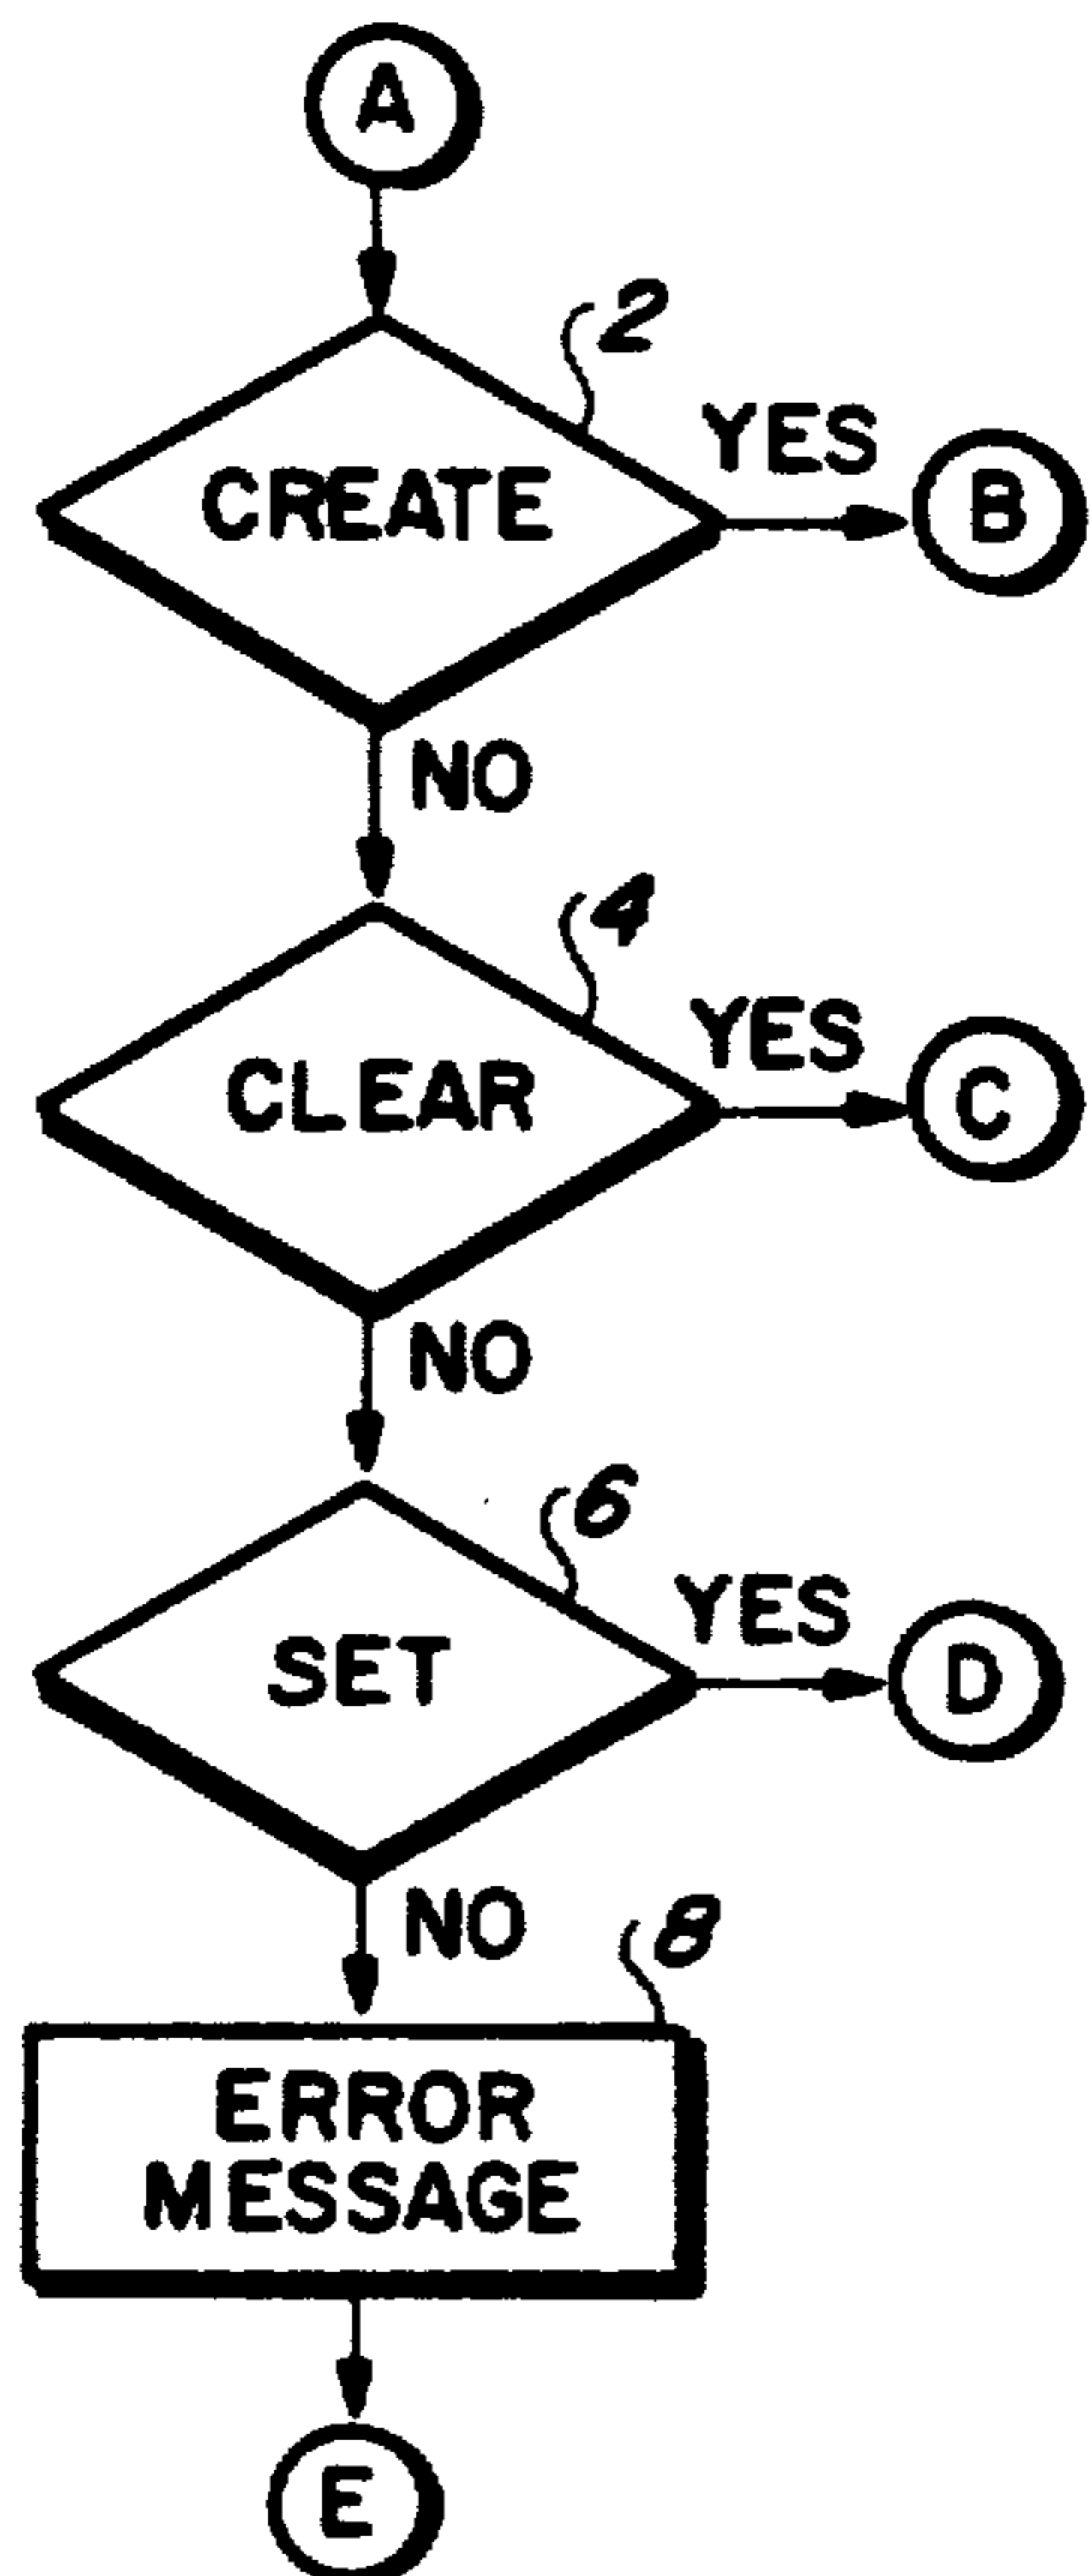 A
2
CREATE
YES
B
NO
4
CLEAR
YES
C
NO
6
SET
YES
D
NO
8
ERROR
MESSAGE
E